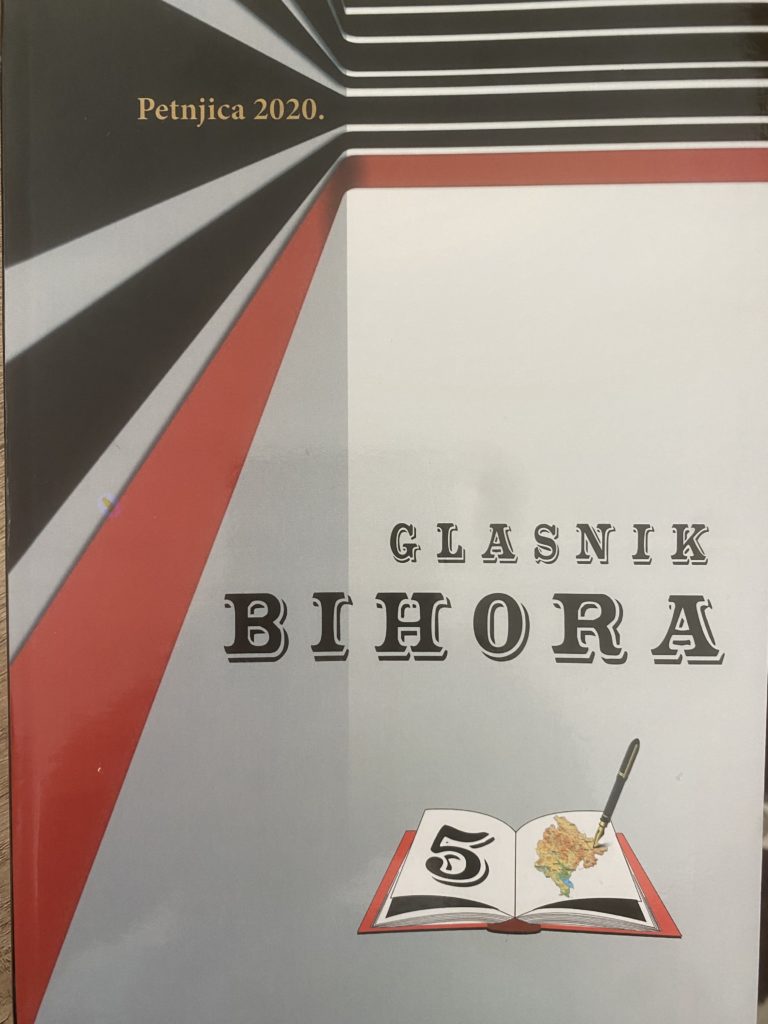 Petnjica 2020.
GLASNIK
BIHORA
5